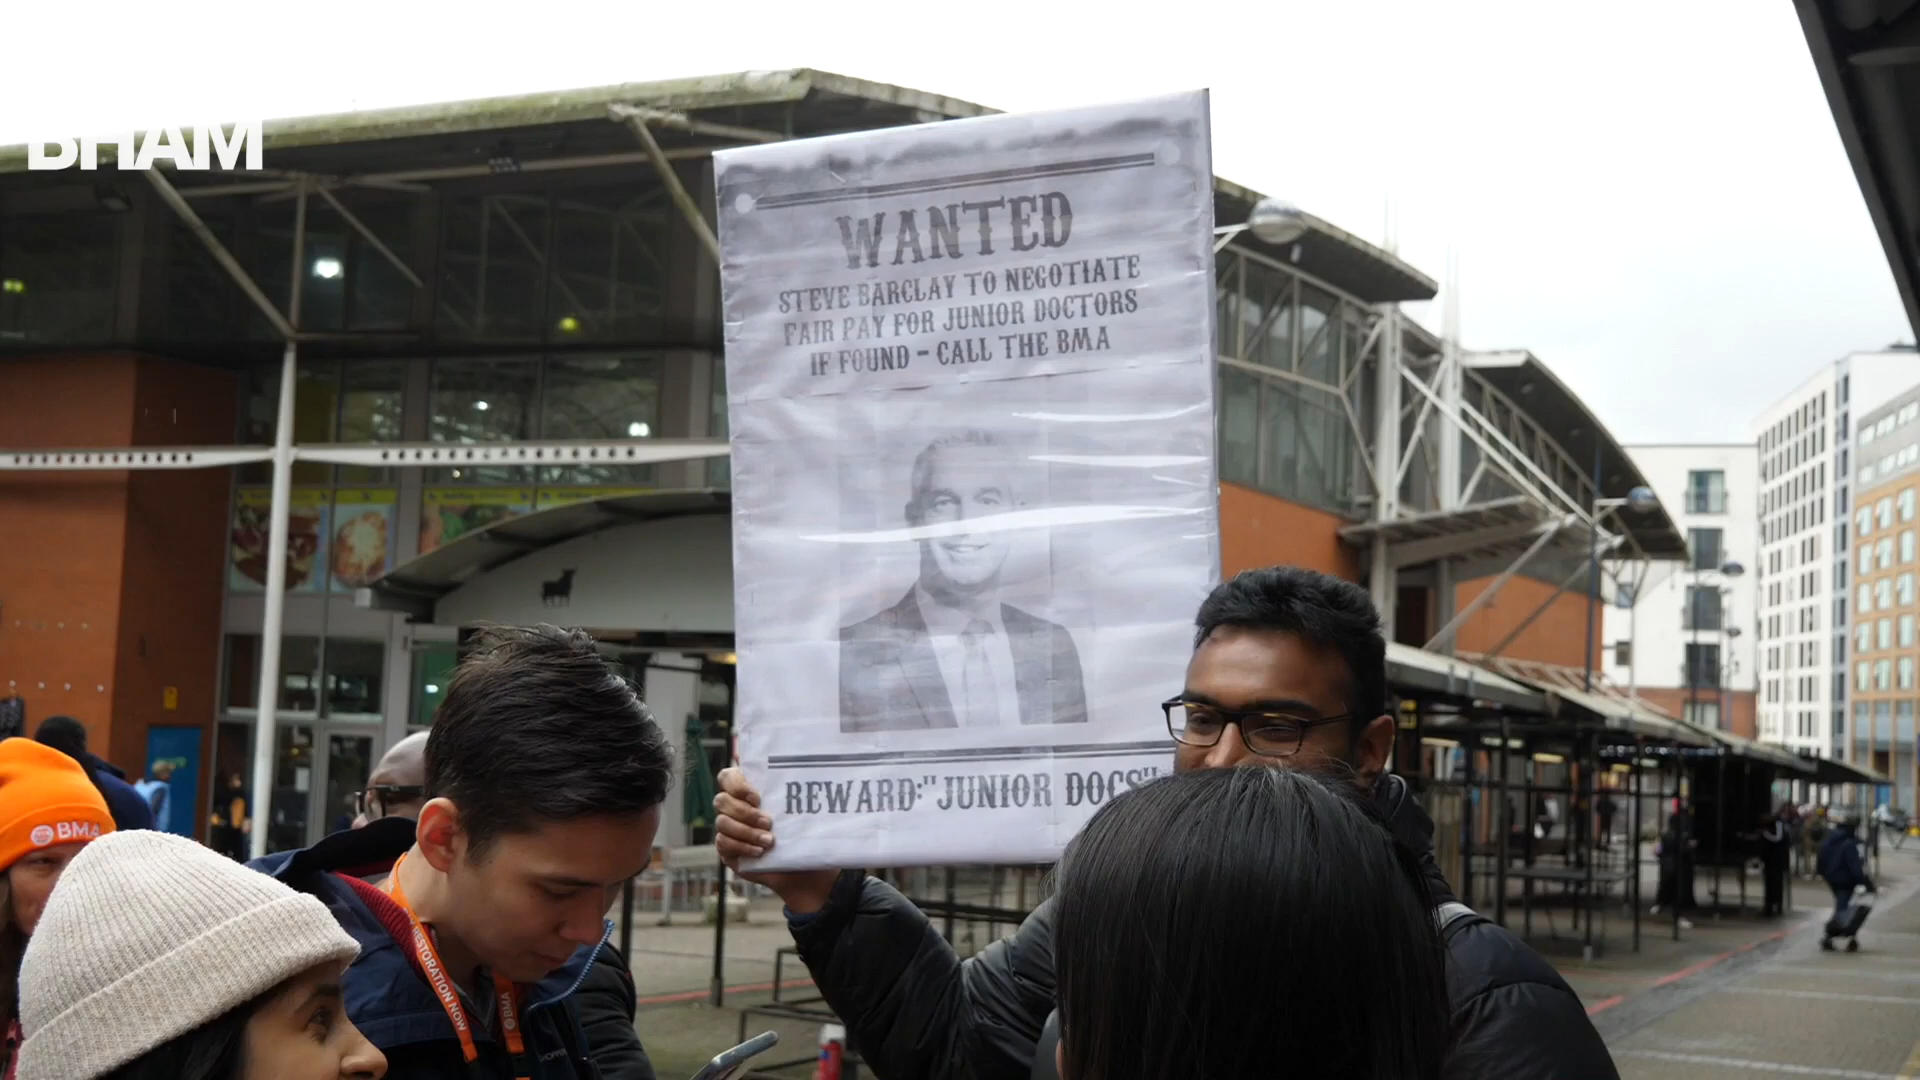 BHAM
WANTED
STEVE BARCLAY TO NEGOTIATE
FAIR PAY FOR JUNIOR DOCTORS
IF FOUND - CALL THE BMA
REWARD:"JUNIOR DOCS"
BMA
RESTORATION NOW
BMA